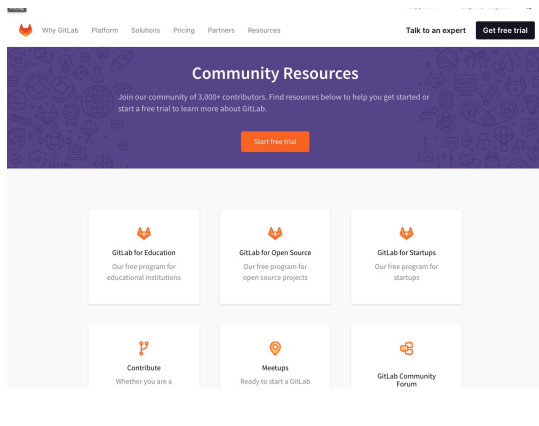 Why GitLab Platform Solutions Pricing Partners Resources Talk to an expert Get free trial
Community Resources
Join our community of 3,000+ contributors. Find resources below to help you get started or
start a free trial to learn more about GitLab.
Start free trial
GitLab for Education
Our free program for
educational institutions
GitLab for Open Source
Our free program for
open source projects
GitLab for Startups
Our free program for
startups
Contribute
Whether you are a
Meetups
Ready to start a GitLab
GitLab Community
Forum